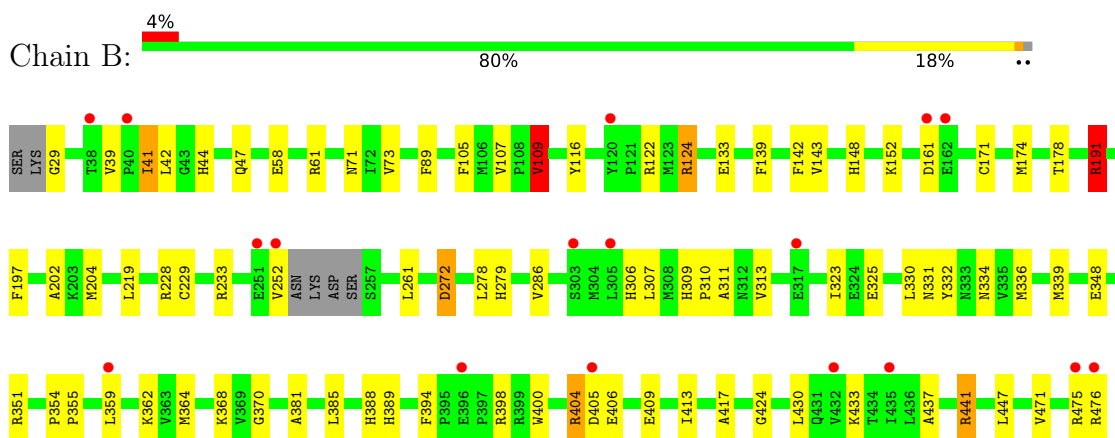 4%
Chain B:
80% 18% ••
SER LYS G29 T38 V39 P40 I41 L42 G43 H44 Q47 E58 R61 N71 I72 V73 F89 F105 M106 V107 P108 V109 Y116 Y120 P121 R122 M123 R124 E133 F139 F142 V143 H148 K152 D161 E162 C171 M174 T178 R191
F197 A202 K203 M204 L219 R228 C229 R233 E251 V252 ASN LYS ASP SER S257 L261 D272 L278 H279 V286 S303 M304 L305 H306 L307 M308 H309 P310 A311 N312 V313 E317 I323 E324 E325 L330 N331 Y332 N333 N334 V335 M336 M339 E348
R351 P354 P355 L359 K362 V363 M364 K368 V369 G370 A381 L385 H388 H389 F394 P395 E396 P397 R398 R399 W400 R404 D405 E406 E409 I413 A417 G424 L430 Q431 V432 K433 T434 I435 L436 A437 R441 L447 V471 R475 R476